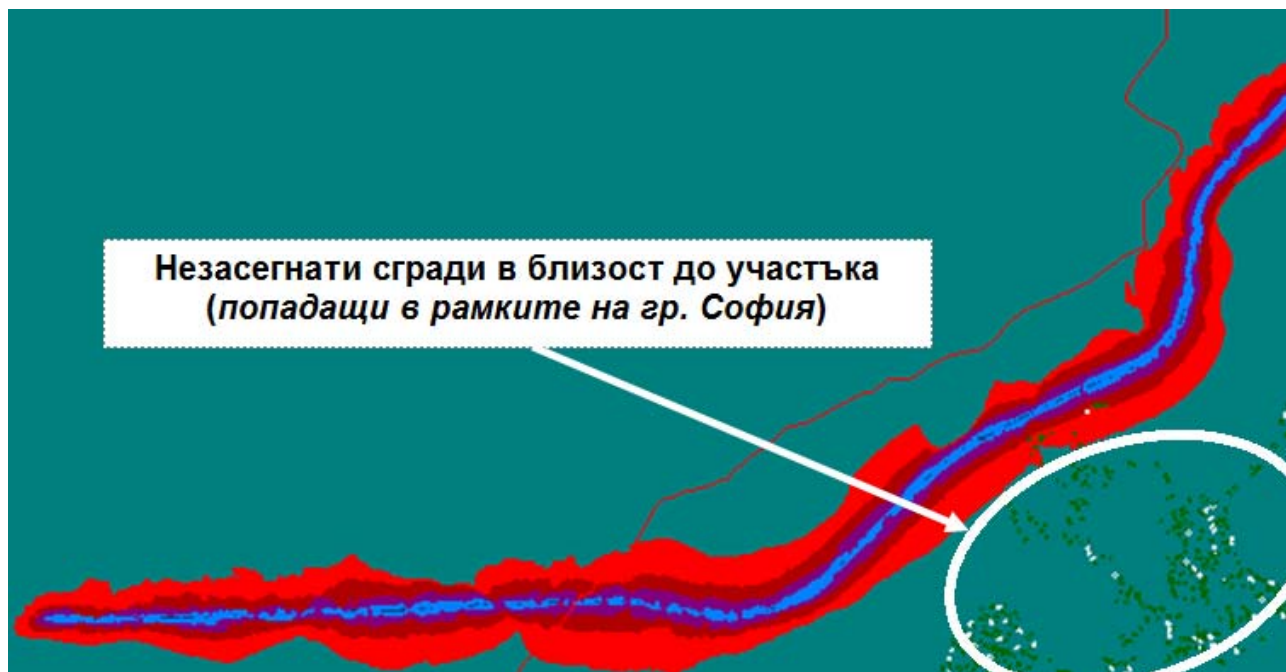 Незасегнати сгради в близост до участъка
(попадащи в рамките на гр. София)